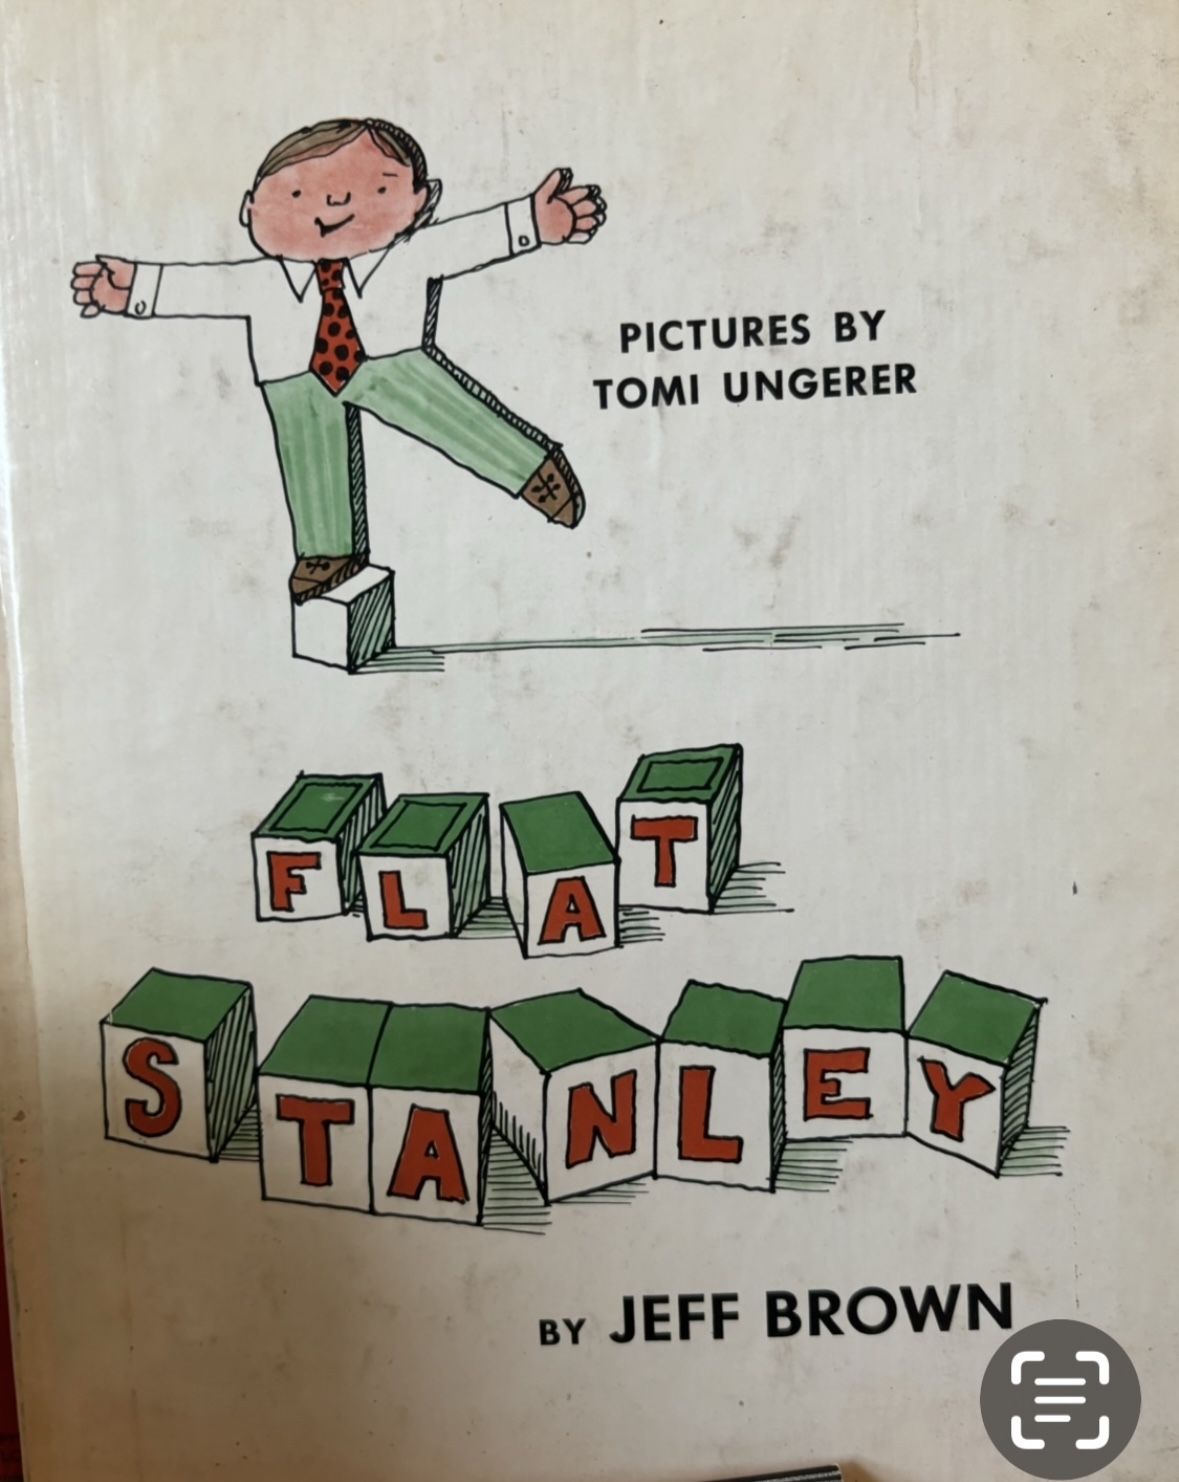 PICTURES BY
TOMI UNGERER
FLAT
STANLEY
BY JEFF BROWN